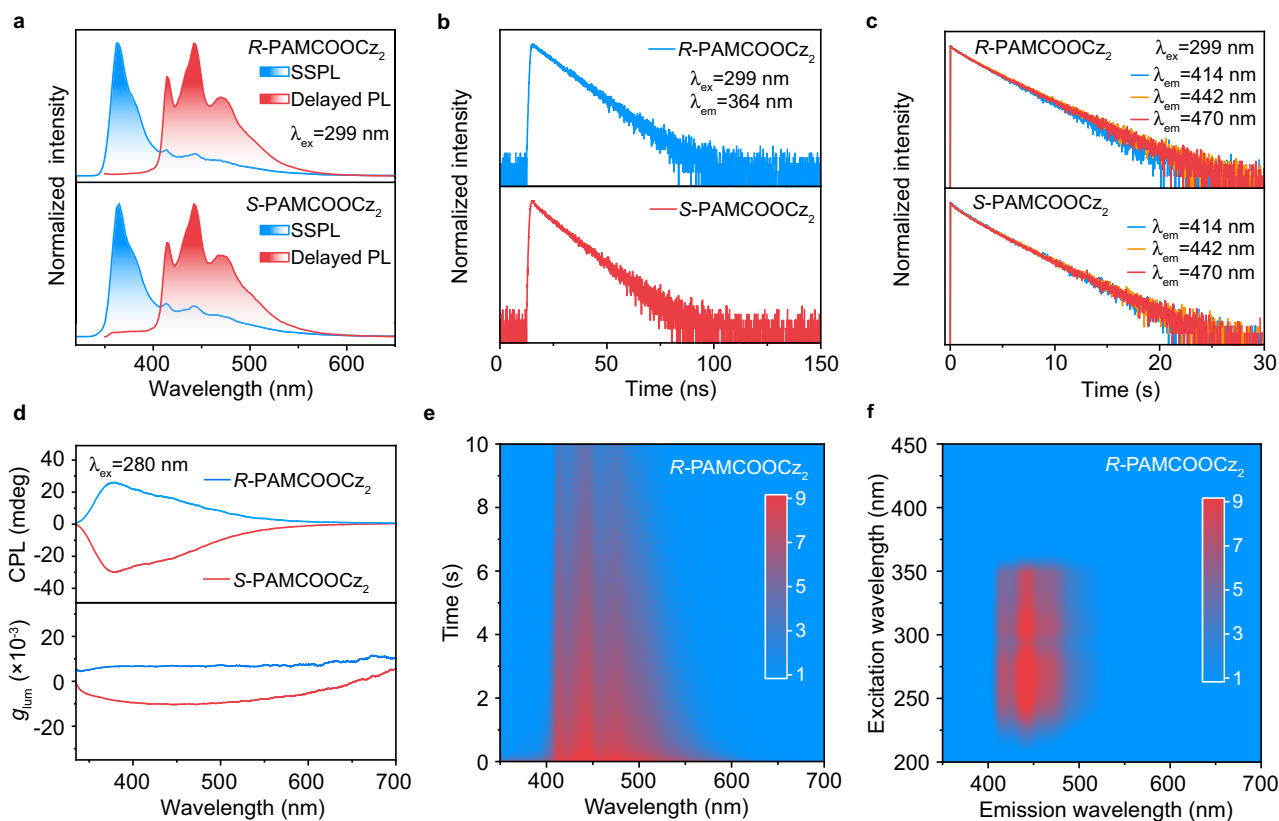 a
Normalized intensity
R-PAMCOOCz2
SSPL
Delayed PL
λex=299 nm
S-PAMCOOCz2
SSPL
Delayed PL
400 500 600
Wavelength (nm)
b
Normalized intensity
R-PAMCOOCz2
λex=299 nm
λem=364 nm
S-PAMCOOCz2
0 50 100 150
Time (ns)
c
Normalized intensity
R-PAMCOOCz2
λex=299 nm
λem=414 nm
λem=442 nm
λem=470 nm
S-PAMCOOCz2
λem=414 nm
λem=442 nm
λem=470 nm
0 10 20 30
Time (s)
d
CPL (mdeg)
40
20
0
-20
-40
λex=280 nm
R-PAMCOOCz2
S-PAMCOOCz2
glum (×10-3)
20
0
-20
400 500 600 700
Wavelength (nm)
e
Time (s)
10
8
6
4
2
0
R-PAMCOOCz2
9
7
5
3
1
400 500 600 700
Wavelength (nm)
f
Excitation wavelength (nm)
450
400
350
300
250
200
R-PAMCOOCz2
9
7
5
3
1
400 500 600 700
Emission wavelength (nm)